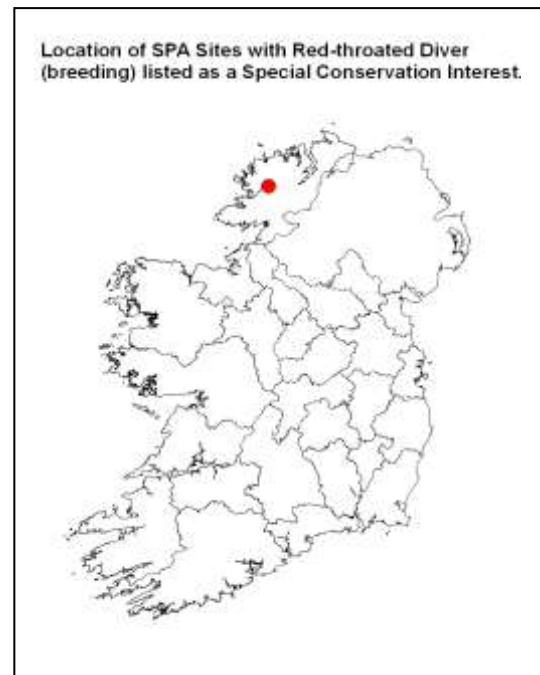 Location of SPA Sites with Red-throated Diver
(breeding) listed as a Special Conservation Interest.